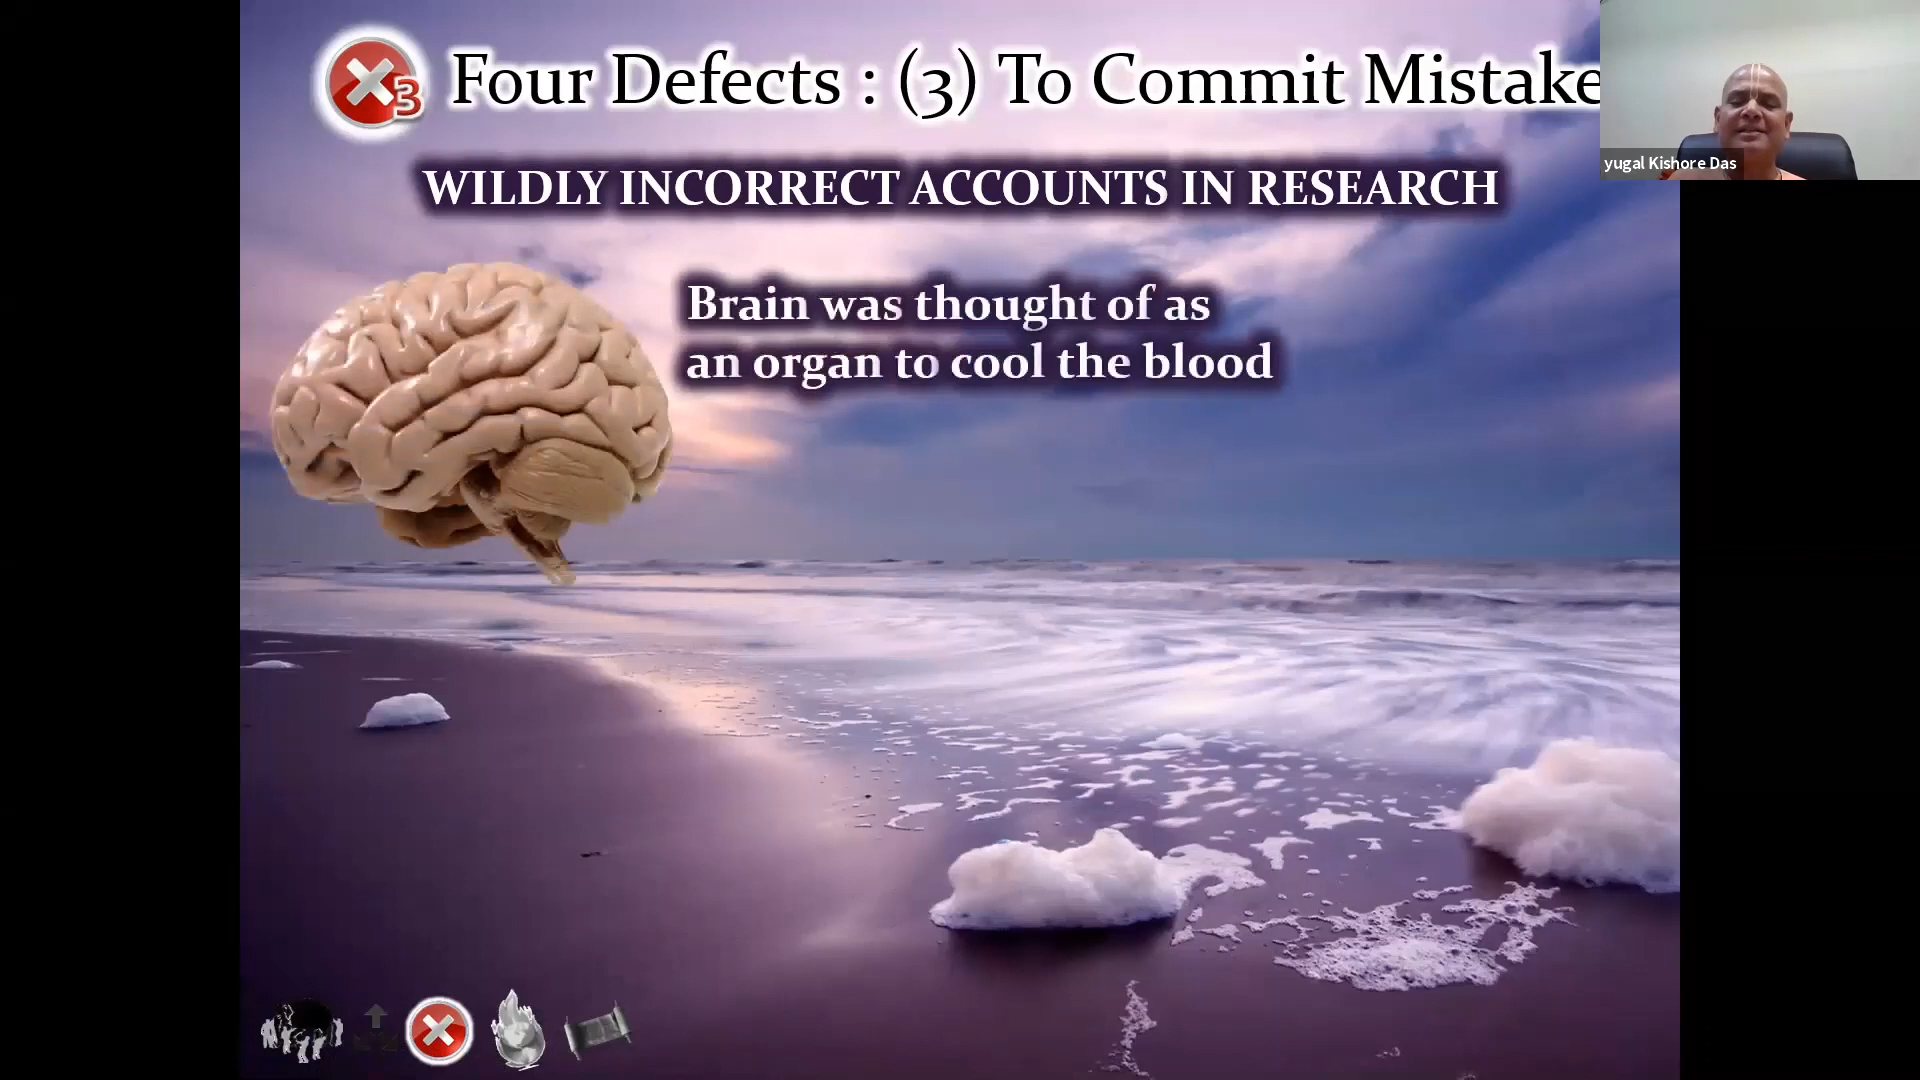 3 Four Defects : (3) To Commit Mistake
WILDLY INCORRECT ACCOUNTS IN RESEARCH
Brain was thought of as
an organ to cool the blood
yugal Kishore Das